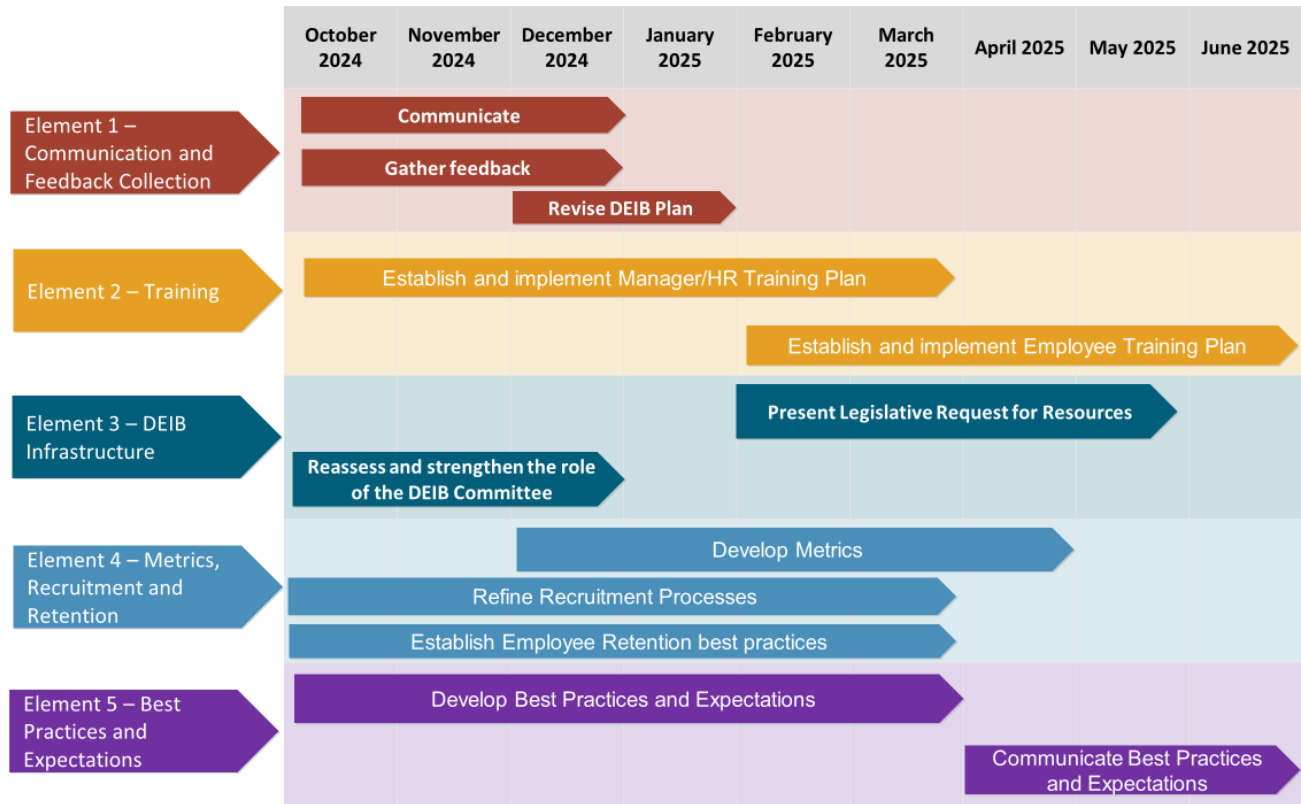 October
2024
November
2024
December
2024
January
2025
February
2025
March
2025
April 2025
May 2025
June 2025
Element 1 –
Communication and
Feedback Collection
Communicate
Gather feedback
Revise DEIB Plan
Element 2 – Training
Establish and implement Manager/HR Training Plan
Establish and implement Employee Training Plan
Element 3 – DEIB
Infrastructure
Present Legislative Request for Resources
Reassess and strengthen the role
of the DEIB Committee
Element 4 – Metrics,
Recruitment and
Retention
Develop Metrics
Refine Recruitment Processes
Establish Employee Retention best practices
Element 5 – Best
Practices and
Expectations
Develop Best Practices and Expectations
Communicate Best Practices
and Expectations